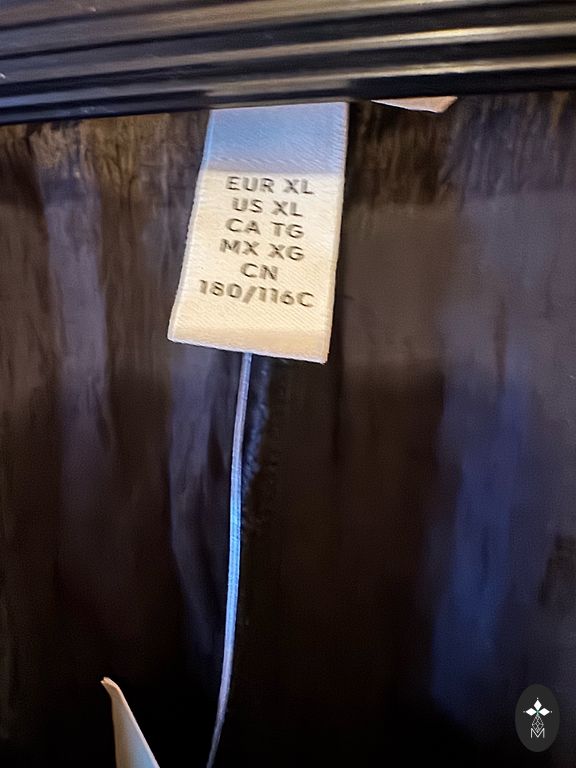 EUR XL
US XL
CA TG
MX XG
CN
180/116C
M